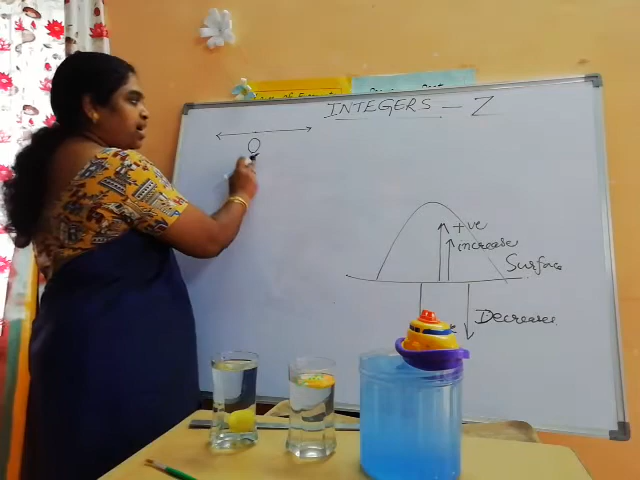 INTEGERS - Z
0
+ve
increase
Surface
Decrease